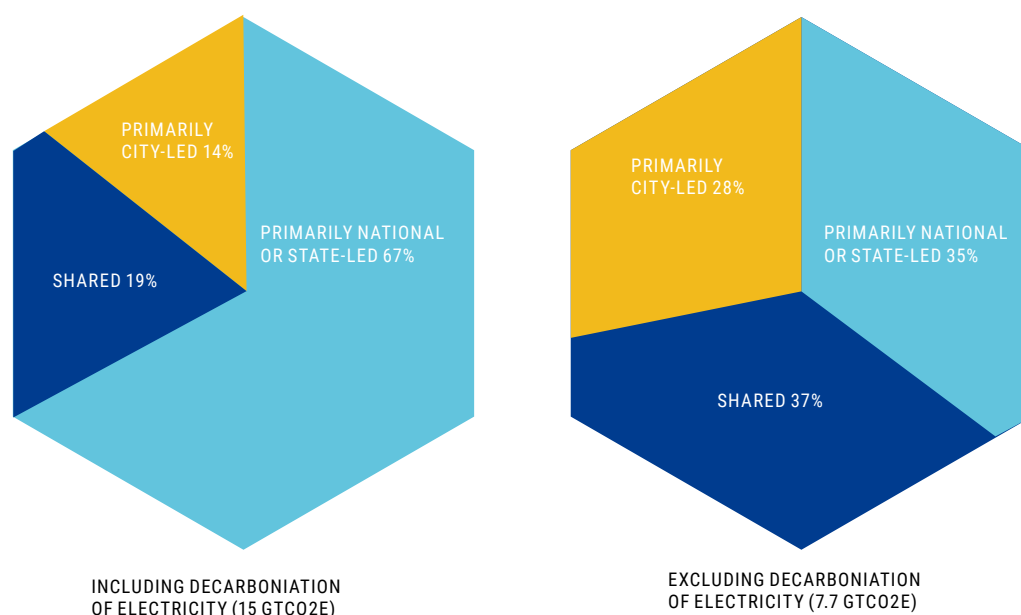 PRIMARILY
CITY-LED 14%
PRIMARILY NATIONAL
OR STATE-LED 67%
SHARED 19%
INCLUDING DECARBONIATION
OF ELECTRICITY (15 GTCO2E)
PRIMARILY
CITY-LED 28%
PRIMARILY NATIONAL
OR STATE-LED 35%
SHARED 37%
EXCLUDING DECARBONIATION
OF ELECTRICITY (7.7 GTCO2E)